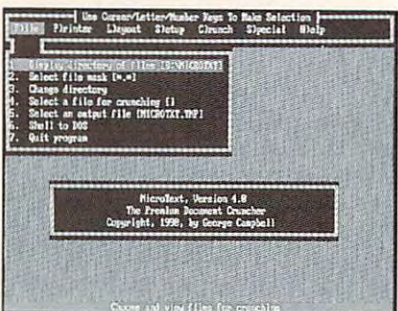 Use Cursor/Letter/Number Keys To Make Selection
File Printer Layout Setup Crunch Special Help
1. Display directory of files
2. Select file mask [*.*]
3. Change directory
4. Select a file for crunching []
5. Select an output file [MICROTXT.TMP]
6. Shell to DOS
7. Quit program
MicroText, Version 4.0
The Premium Document Cruncher
Copyright, 1990, by George Campbell
Choose and view files for crunching